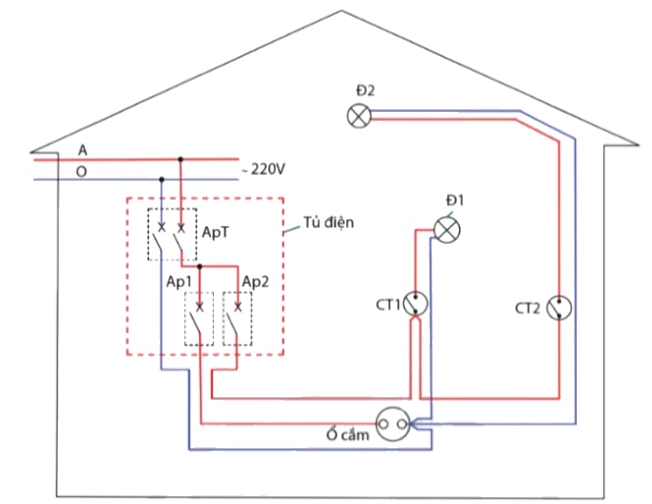 Đ2
A
O
~ 220V
Đ1
Tủ điện
ApT
Ap1
Ap2
CT1
CT2
Ổ cắm